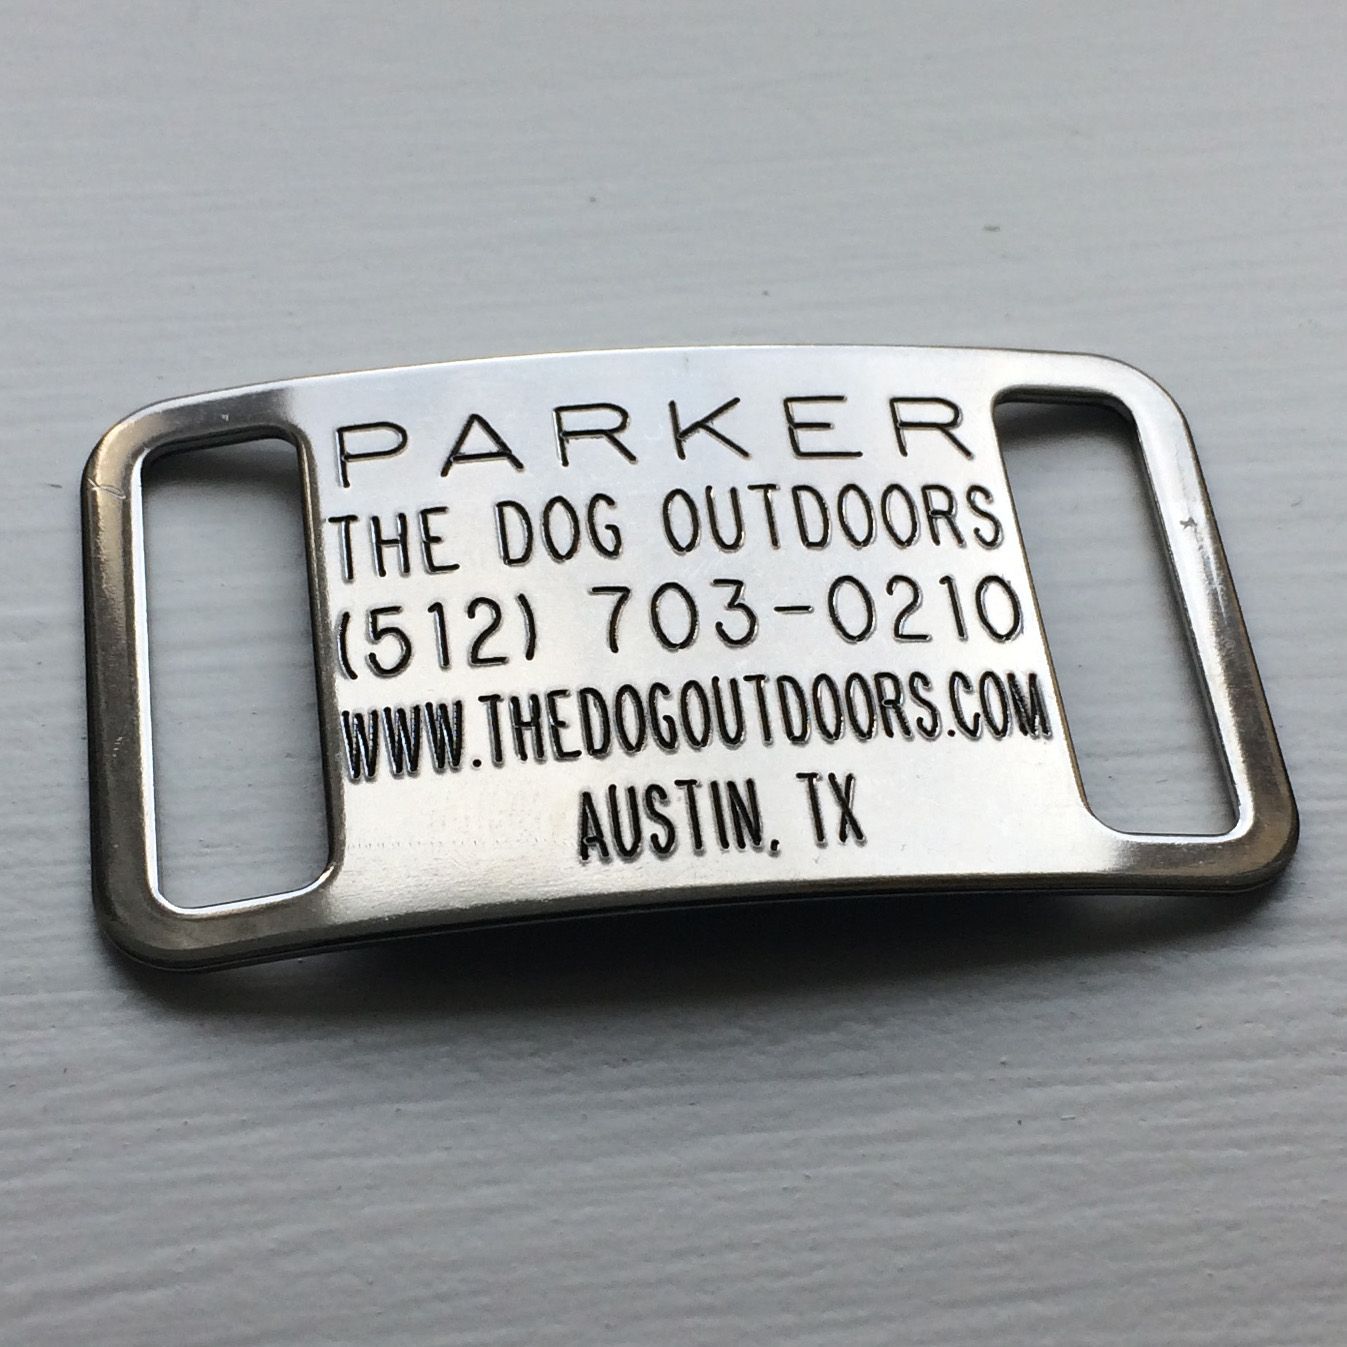 PARKER
THE DOG OUTDOORS
(512) 703-0210
WWW.THEDOGOUTDOORS.COM
AUSTIN, TX